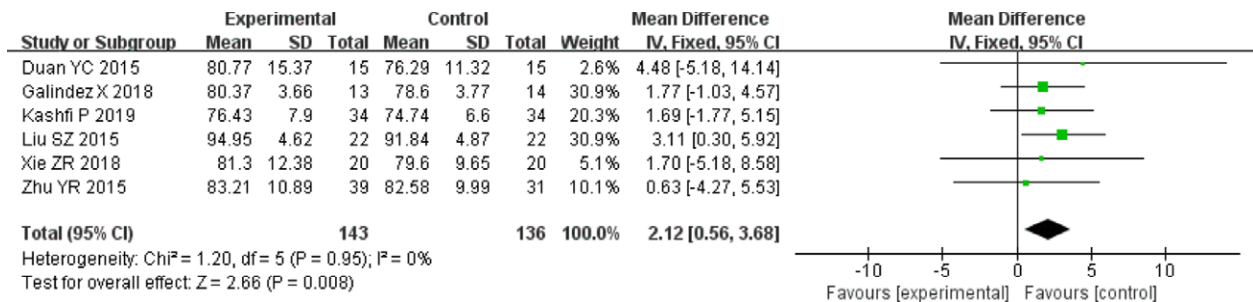 Experimental Control Mean Difference Mean Difference
Study or Subgroup Mean SD Total Mean SD Total Weight IV, Fixed, 95% CI IV, Fixed, 95% CI
Duan YC 2015 80.77 15.37 15 76.29 11.32 15 2.6% 4.48 [-5.18, 14.14]
Galindez X 2018 80.37 3.66 13 78.6 3.77 14 30.9% 1.77 [-1.03, 4.57]
Kashfi P 2019 76.43 7.9 34 74.74 6.6 34 20.3% 1.69 [-1.77, 5.15]
Liu SZ 2015 94.95 4.62 22 91.84 4.87 22 30.9% 3.11 [0.30, 5.92]
Xie ZR 2018 81.3 12.38 20 79.6 9.65 20 5.1% 1.70 [-5.18, 8.58]
Zhu YR 2015 83.21 10.89 39 82.58 9.99 31 10.1% 0.63 [-4.27, 5.53]
Total (95% CI) 143 136 100.0% 2.12 [0.56, 3.68]
Heterogeneity: Chi² = 1.20, df = 5 (P = 0.95); I² = 0%
Test for overall effect: Z = 2.66 (P = 0.008)
-10 -5 0 5 10
Favours [experimental] Favours [control]